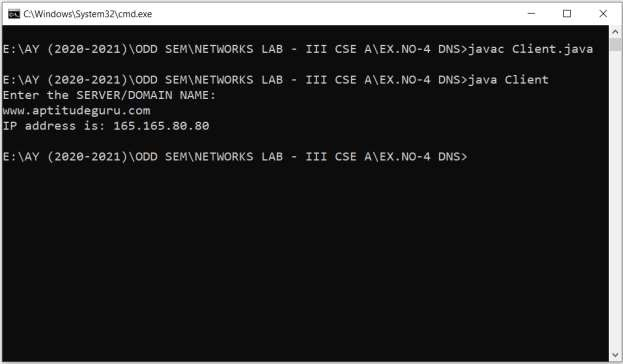 C:\Windows\System32\cmd.exe
E:\AY (2020-2021)\ODD SEM\NETWORKS LAB - III CSE A\EX.NO-4 DNS>javac Client.java
E:\AY (2020-2021)\ODD SEM\NETWORKS LAB - III CSE A\EX.NO-4 DNS>java Client
Enter the SERVER/DOMAIN NAME:
www.aptitudeguru.com
IP address is: 165.165.80.80
E:\AY (2020-2021)\ODD SEM\NETWORKS LAB - III CSE A\EX.NO-4 DNS>